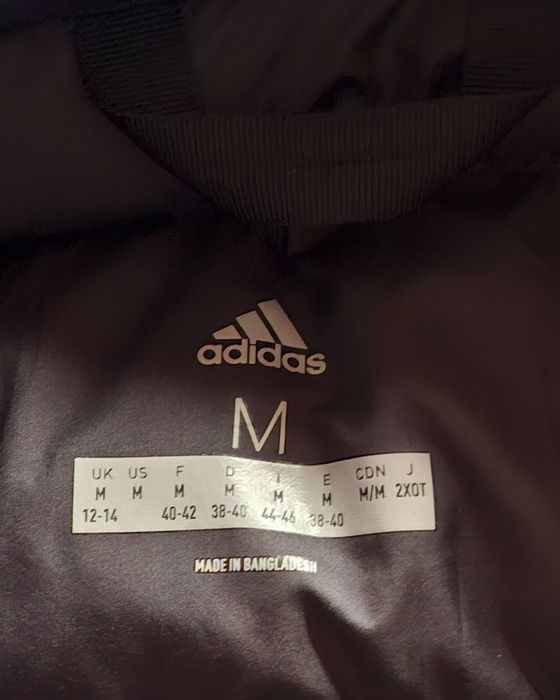 adidas
M
UK US F D I E CDN J
M M M M M M M/M 2XOT
12-14 40-42 38-40 44-46 38-40
MADE IN BANGLADESH